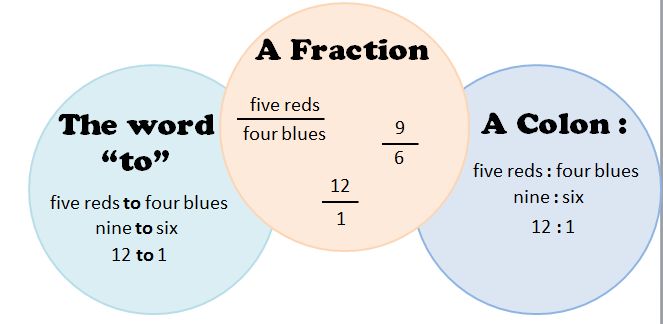 The word
“to”
five reds to four blues
nine to six
12 to 1
A Fraction
five reds
four blues
9
6
12
1
A Colon :
five reds : four blues
nine : six
12 : 1